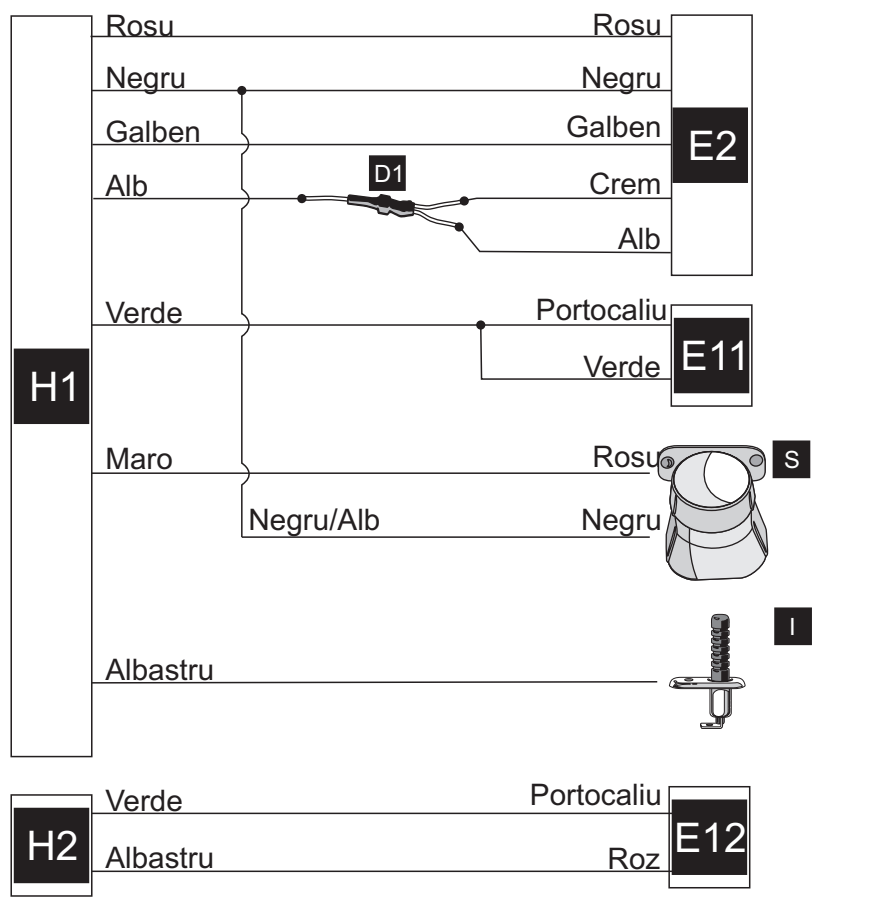 Rosu Rosu
Negru Negru
Galben Galben
E2
D1
Alb Crem
Alb
Verde Portocaliu
E11
Verde
H1
Maro Rosu
S
Negru/Alb Negru
I
Albastru
Verde Portocaliu
H2 E12
Albastru Roz